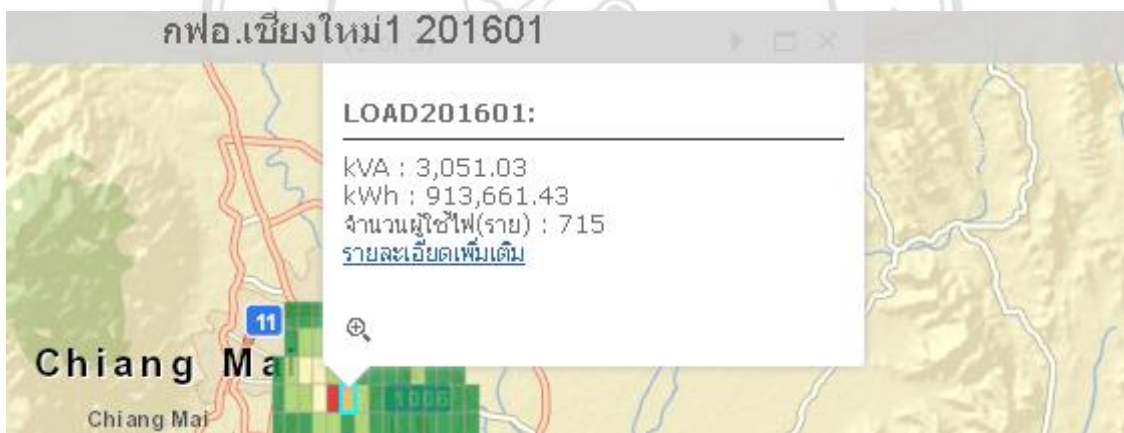 กฟอ.เชียงใหม่1 201601
LOAD201601:
kVA : 3,051.03
kWh : 913,661.43
จำนวนผู้ใช้ไฟ(ราย) : 715
รายละเอียดเพิ่มเติม
11
Chiang Mai
1006
Chiang Mai